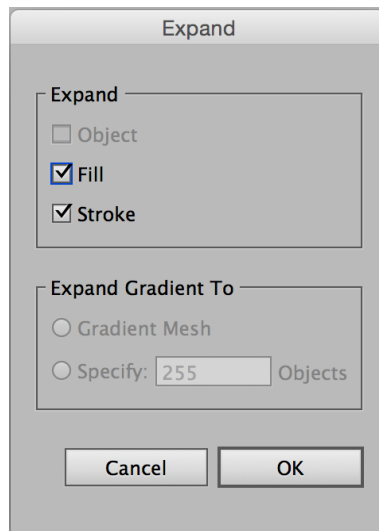 Expand
Expand
Object
Fill
Stroke
Expand Gradient To
Gradient Mesh
Specify: 255 Objects
Cancel OK